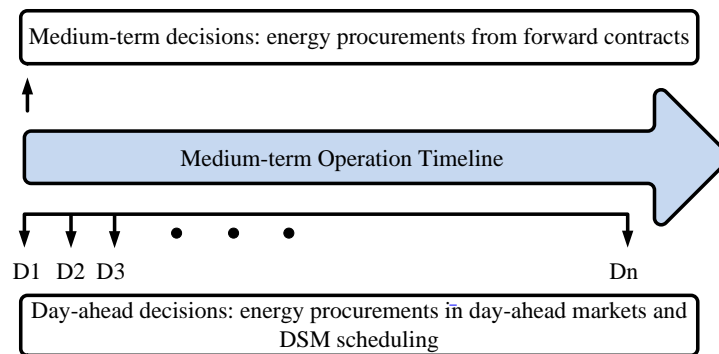 Medium-term decisions: energy procurements from forward contracts
Medium-term Operation Timeline
D1 D2 D3 Dn
Day-ahead decisions: energy procurements in day-ahead markets and
DSM scheduling